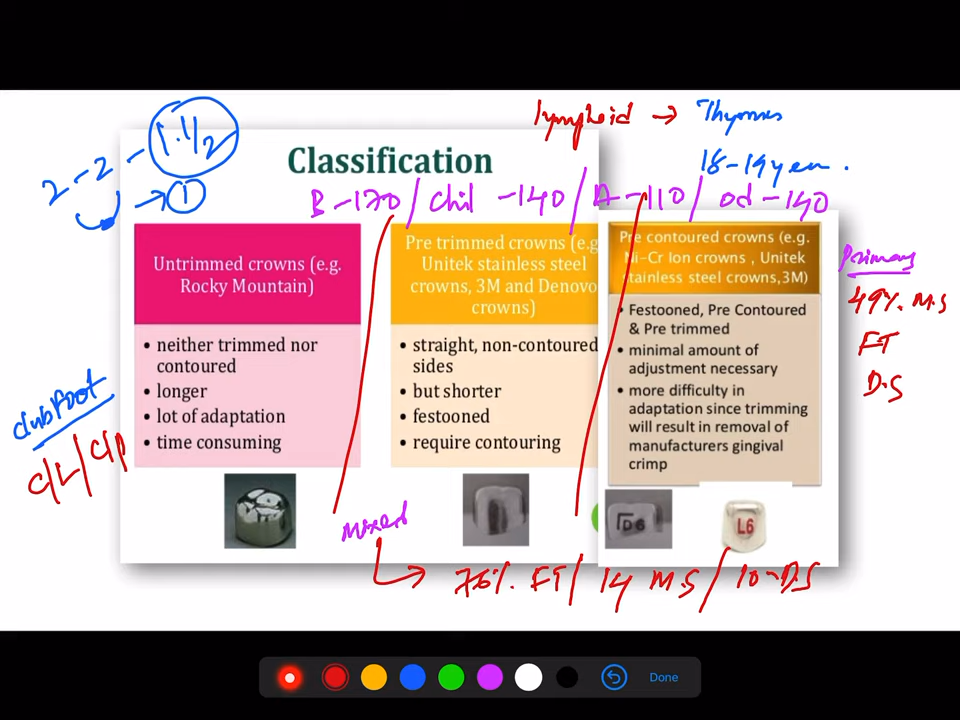 2 - 2 - 1.1/2
→ 1
lymphoid → Thymus
18-19 year.
Classification
B -170 / Chil -140 / A -110 / od -140
Untrimmed crowns (e.g.
Rocky Mountain)
• neither trimmed nor
contoured
• longer
• lot of adaptation
• time consuming
Pre trimmed crowns (e.g
Unitek stainless steel
crowns, 3M and Denovo
crowns)
• straight, non-contoured
sides
• but shorter
• festooned
• require contouring
Pre contoured crowns (e.g.
Ni-Cr Ion crowns , Unitek
stainless steel crowns,3M)
• Festooned, Pre Contoured
& Pre trimmed
• minimal amount of
adjustment necessary
• more difficulty in
adaptation since trimming
will result in removal of
manufacturers gingival
crimp
D6
L6
Primary
49% M.S
FT
D.S
clubfoot
C/L / C/P
mixed
→ 76% FT / 14 M.S / 10-D.S
Done